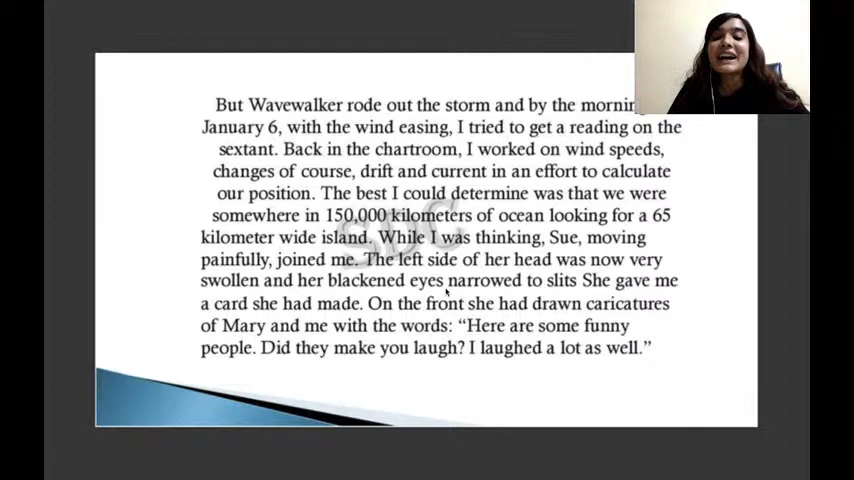 But Wavewalker rode out the storm and by the
January 6, with the wind easing, I tried to get a reading on the
sextant. Back in the chartroom, I worked on wind speeds,
changes of course, drift and current in an effort to calculate
our position. The best I could determine was that we were
somewhere in 150,000 kilometers of ocean looking for a 65
kilometer wide island. While I was thinking, Sue, moving
painfully, joined me. The left side of her head was now very
swollen and her blackened eyes narrowed to slits She gave me
a card she had made. On the front she had drawn caricatures
of Mary and me with the words: “Here are some funny
people. Did they make you laugh? I laughed a lot as well.”
SDC